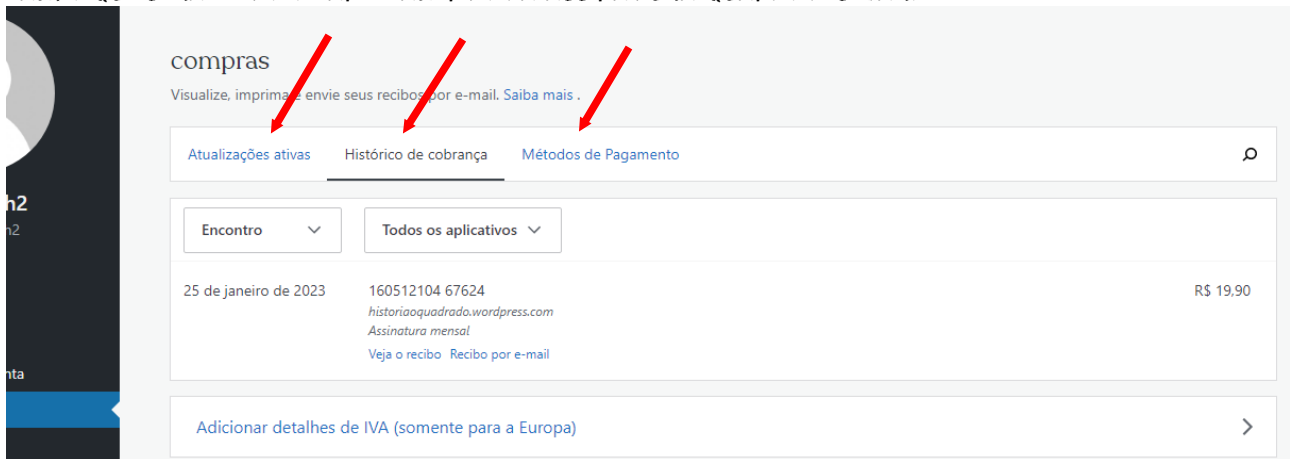 compras
Visualize, imprima e envie seus recibos por e-mail. Saiba mais .
Atualizações ativas Histórico de cobrança Métodos de Pagamento
h2
h2
Encontro Todos os aplicativos
25 de janeiro de 2023 160512104 67624 R$ 19,90
historiaoquadrado.wordpress.com
Assinatura mensal
Veja o recibo Recibo por e-mail
nta
Adicionar detalhes de IVA (somente para a Europa)